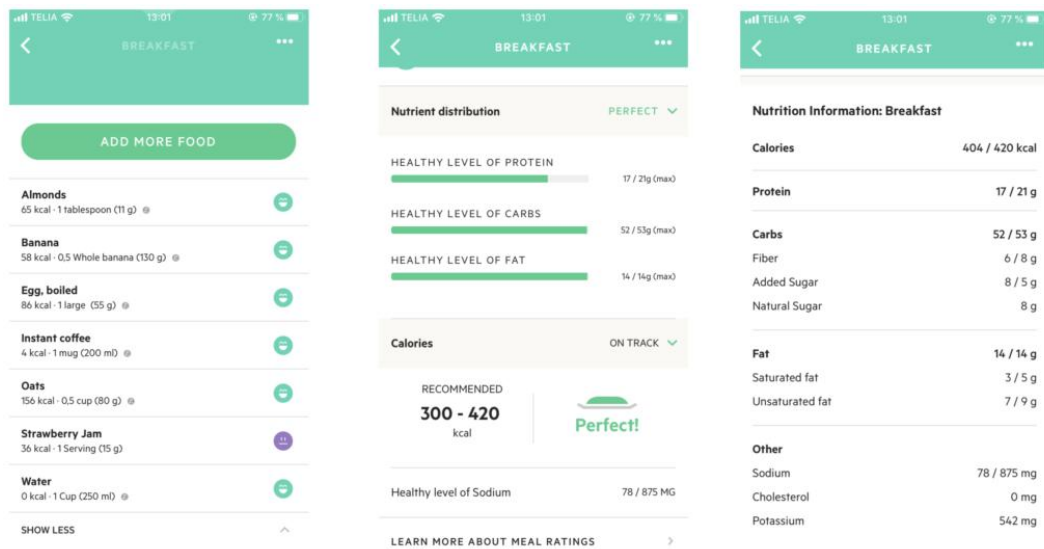 TELIA 13:01 77 %
BREAKFAST
ADD MORE FOOD
Almonds
65 kcal · 1 tablespoon (11 g)
Banana
58 kcal · 0,5 Whole banana (130 g)
Egg, boiled
86 kcal · 1 large (55 g)
Instant coffee
4 kcal · 1 mug (200 ml)
Oats
156 kcal · 0,5 cup (80 g)
Strawberry Jam
36 kcal · 1 Serving (15 g)
Water
0 kcal · 1 Cup (250 ml)
SHOW LESS
TELIA 13:01 77 %
BREAKFAST
Nutrient distribution PERFECT
HEALTHY LEVEL OF PROTEIN
17 / 21g (max)
HEALTHY LEVEL OF CARBS
52 / 53g (max)
HEALTHY LEVEL OF FAT
14 / 14g (max)
Calories ON TRACK
RECOMMENDED
300 - 420
kcal
Perfect!
Healthy level of Sodium 78 / 875 MG
LEARN MORE ABOUT MEAL RATINGS
TELIA 13:01 77 %
BREAKFAST
Nutrition Information: Breakfast
Calories 404 / 420 kcal
Protein 17 / 21 g
Carbs 52 / 53 g
Fiber 6 / 8 g
Added Sugar 8 / 5 g
Natural Sugar 8 g
Fat 14 / 14 g
Saturated fat 3 / 5 g
Unsaturated fat 7 / 9 g
Other
Sodium 78 / 875 mg
Cholesterol 0 mg
Potassium 542 mg